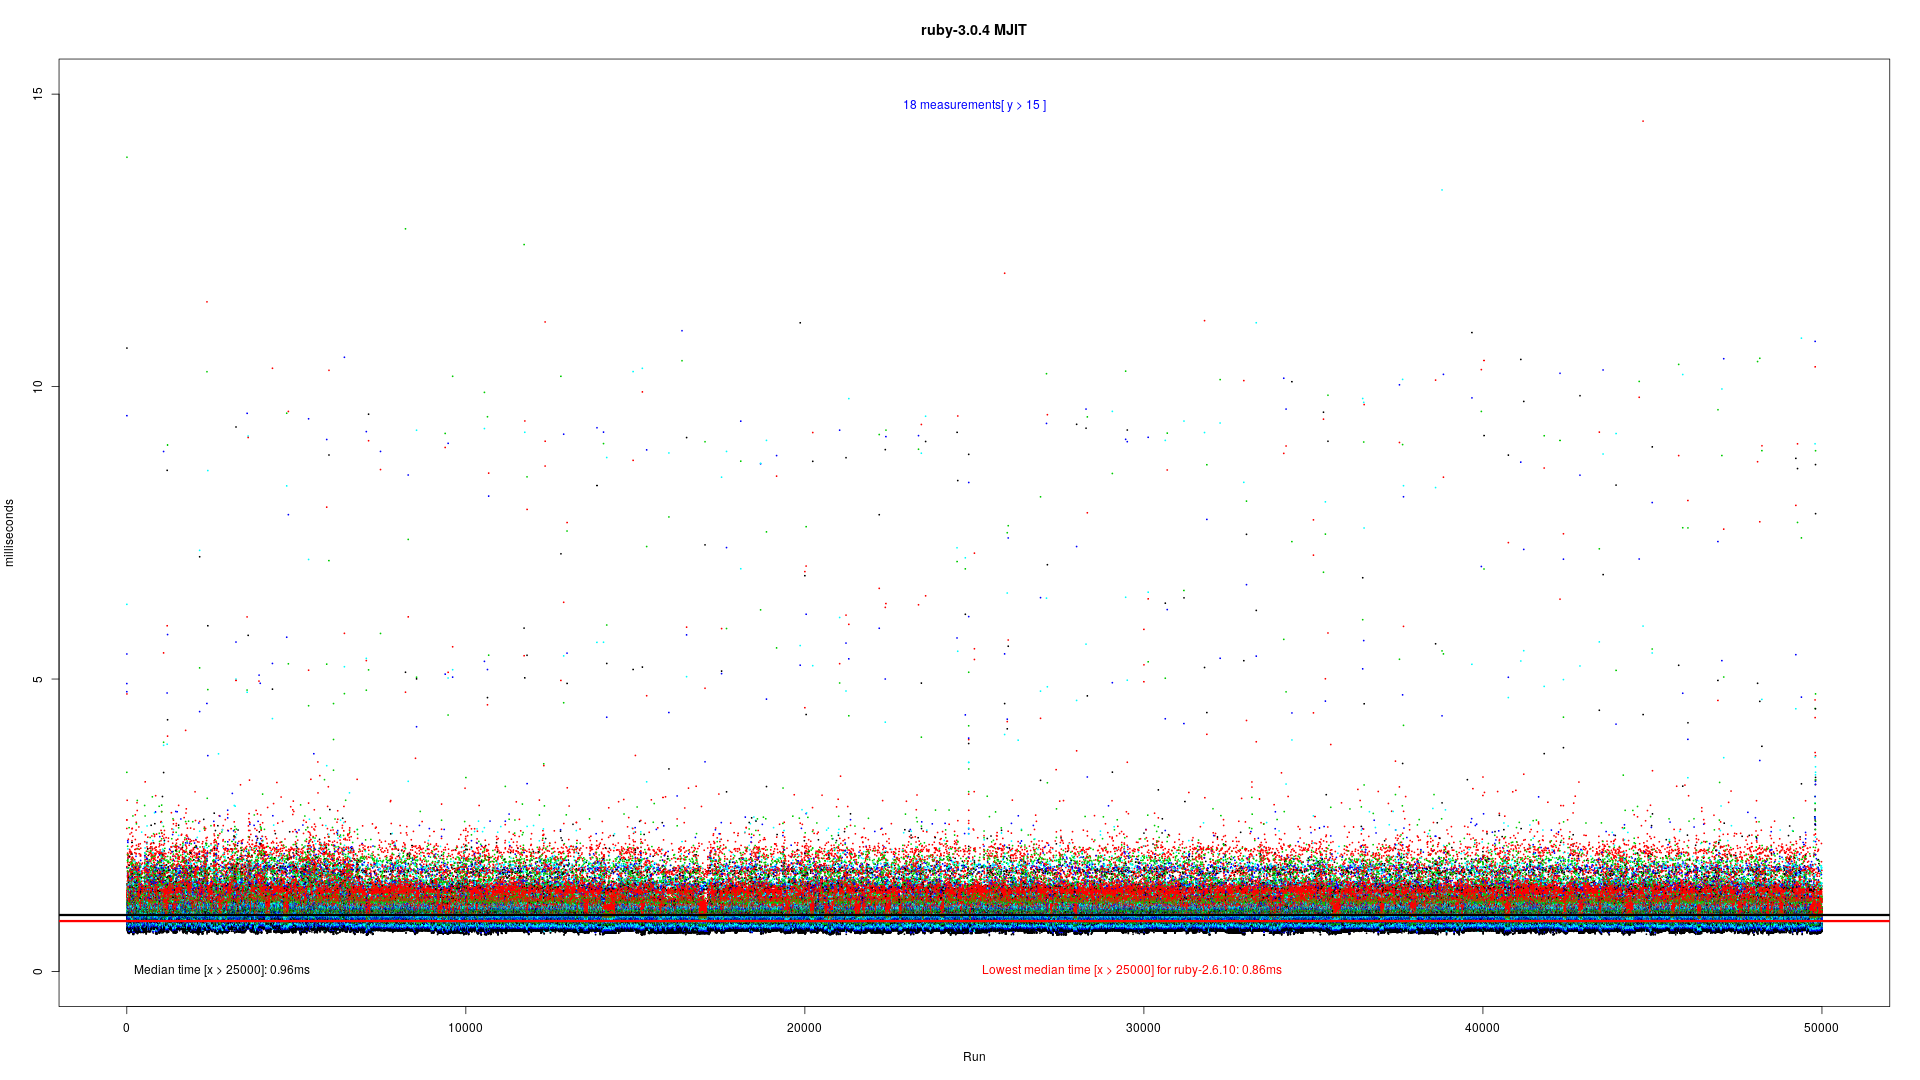 ruby-3.0.4 MJIT
18 measurements[ y > 15 ]
15
10
5
0
milliseconds
Median time [x > 25000]: 0.96ms
Lowest median time [x > 25000] for ruby-2.6.10: 0.86ms
0 10000 20000 30000 40000 50000
Run